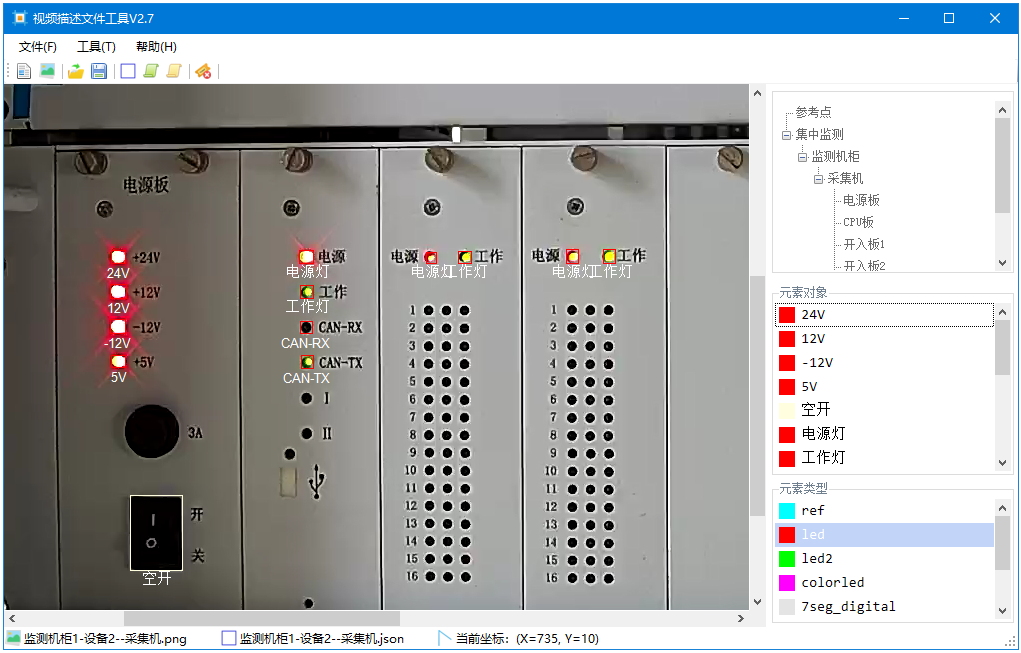 视频描述文件工具V2.7
文件(F) 工具(T) 帮助(H)
电源板
+24V
24V
+12V
12V
-12V
-12V
+5V
5V
3A
开
关
空开
电源
电源灯
工作
工作灯
CAN-RX
CAN-RX
CAN-TX
CAN-TX
I
II
电源 工作
电源灯 工作灯
1
2
3
4
5
6
7
8
9
10
11
12
13
14
15
16
电源 工作
电源灯 工作灯
1
2
3
4
5
6
7
8
9
10
11
12
13
14
15
16
参考点
集中监测
监测机柜
采集机
电源板
CPU板
开入板1
开入板2
元素对象
24V
12V
-12V
5V
空开
电源灯
工作灯
元素类型
ref
led
led2
colorled
7seg_digital
监测机柜1-设备2--采集机.png 监测机柜1-设备2--采集机.json 当前坐标: (X=735, Y=10)